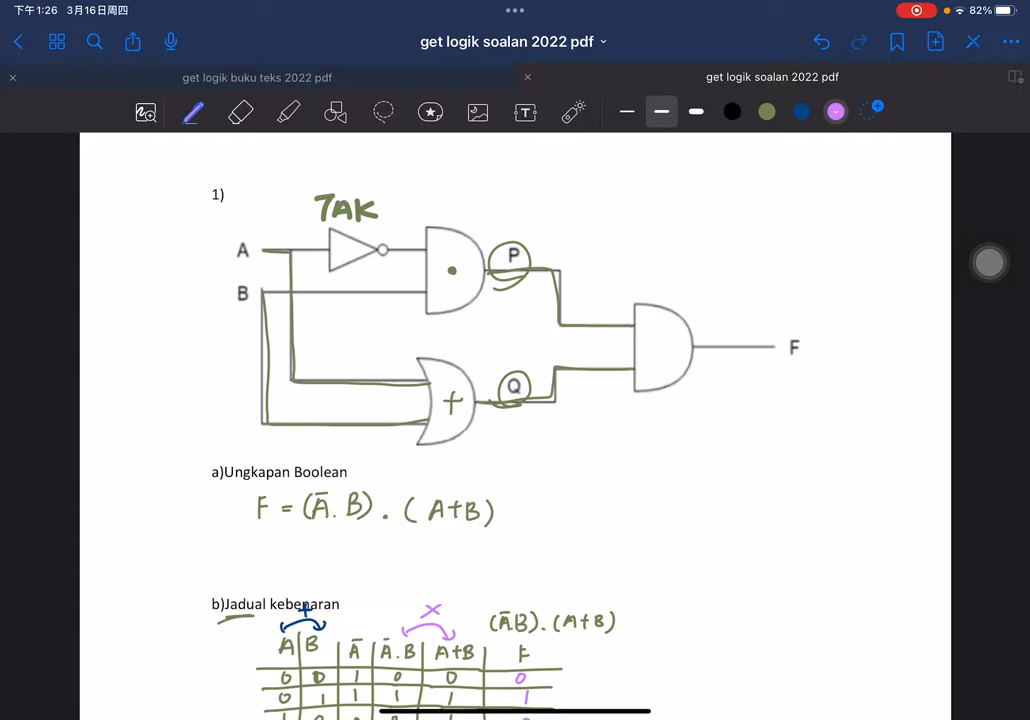 下午1:26 3月16日周四
82%
get logik soalan 2022 pdf
get logik buku teks 2022 pdf
get logik soalan 2022 pdf
1)
TAK
A
B
P
Q
+
F
a)Ungkapan Boolean
F = (Ā. B) . ( A+B)
b)Jadual kebenaran
+
×
(ĀB). (A+B)
A B Ā Ā.B A+B F
0 0 1 0 0 0
0 1 1 1 1 1